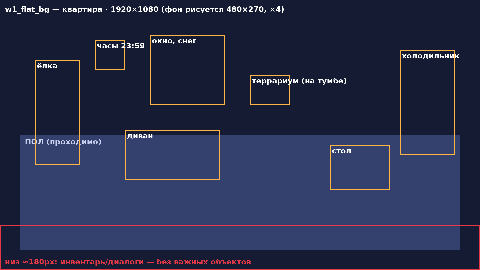 w1_flat_bg — квартира · 1920×1080 (фон рисуется 480×270, ×4)
часы 23:59
окно, снег
холодильник
ёлка
террариум (на тумбе)
диван
ПОЛ (проходимо)
стол
низ ~180px: инвентарь/диалоги — без важных объектов